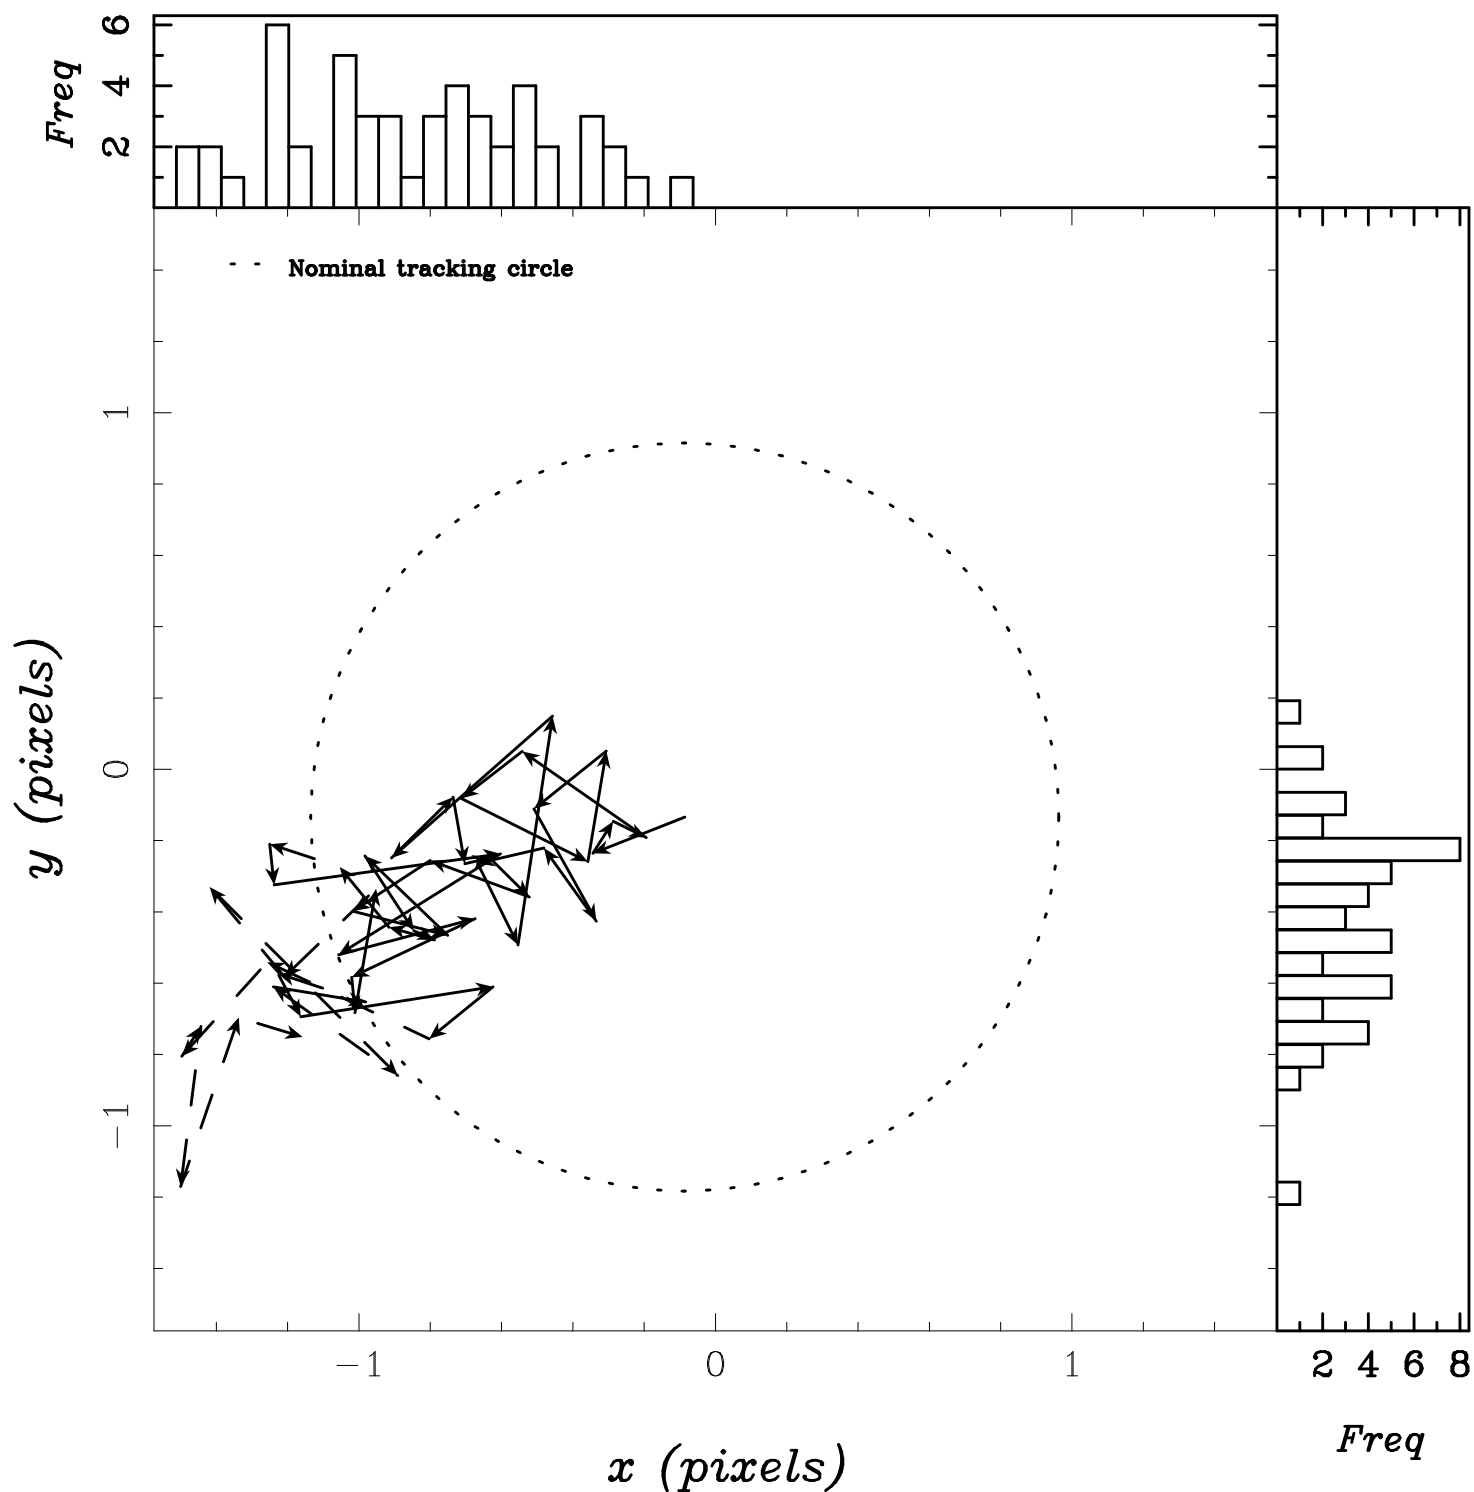 Freq
2 4 6
Nominal tracking circle
y (pixels)
1
0
−1
−1 0 1
x (pixels)
2 4 6 8
Freq